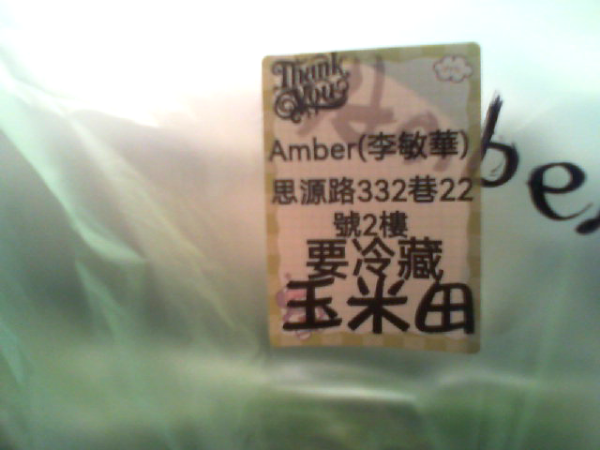 Thank
You
Amber(李敏華)
思源路332巷22
號2樓
要冷藏
玉米田